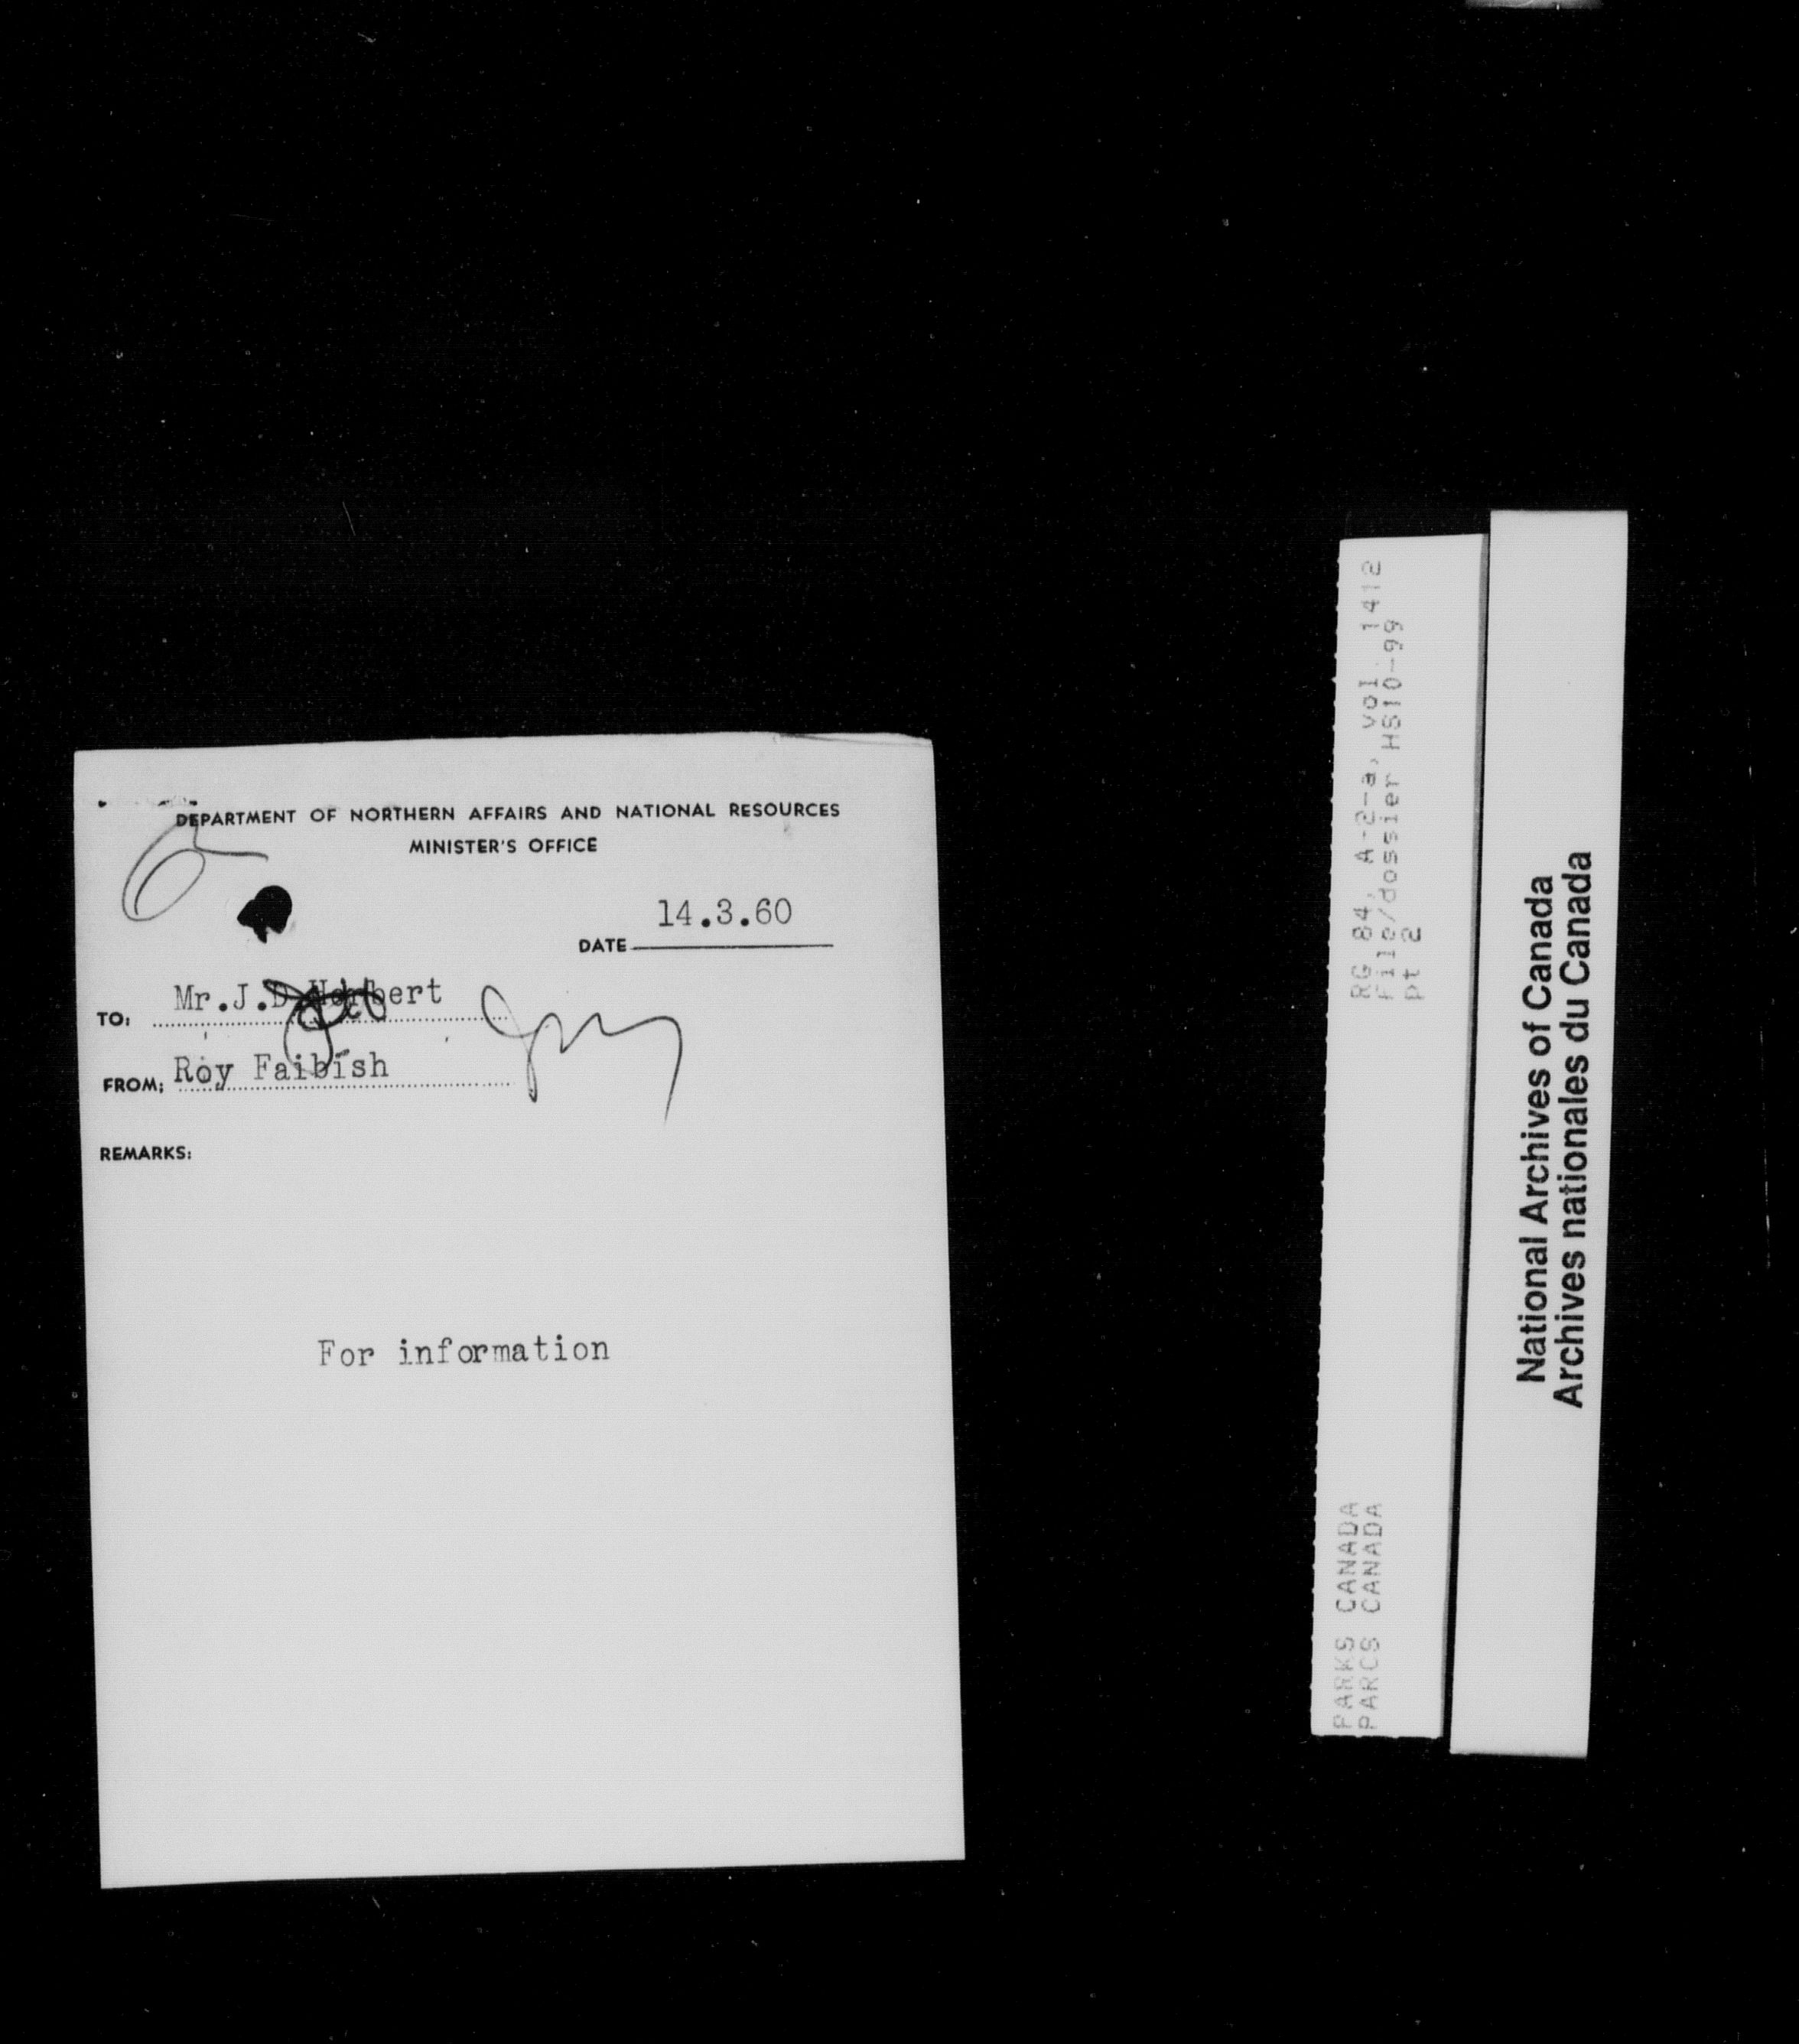 DEPARTMENT OF NORTHERN AFFAIRS AND NATIONAL RESOURCES
MINISTER'S OFFICE
14.3.60
DATE
TO: Mr.J.D.Herbert
FROM; Roy Faibish
REMARKS:
For information
RG 84, A-2-a, vol. 1412
File/dossier HS10-99
pt 2
PARKS CANADA
PARCS CANADA
National Archives of Canada
Archives nationales du Canada